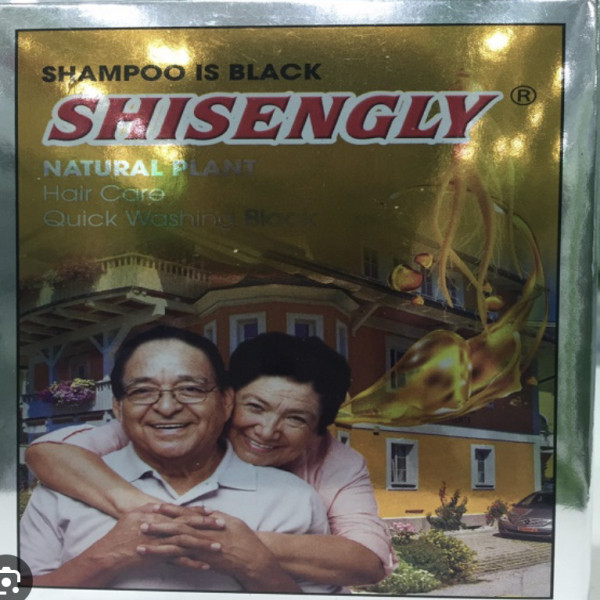 SHAMPOO IS BLACK
SHISENGLY ®
NATURAL PLANT
Hair Care
Quick Washing Black